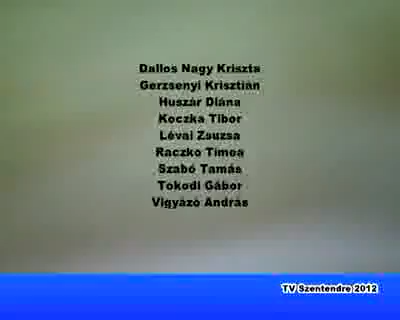 Dallos Nagy Kriszta
Gerzsenyi Krisztián
Huszár Diána
Koczka Tibor
Lévai Zsuzsa
Raczko Timea
Szabó Tamás
Tokodi Gábor
Vigyázó András
TV Szentendre 2012